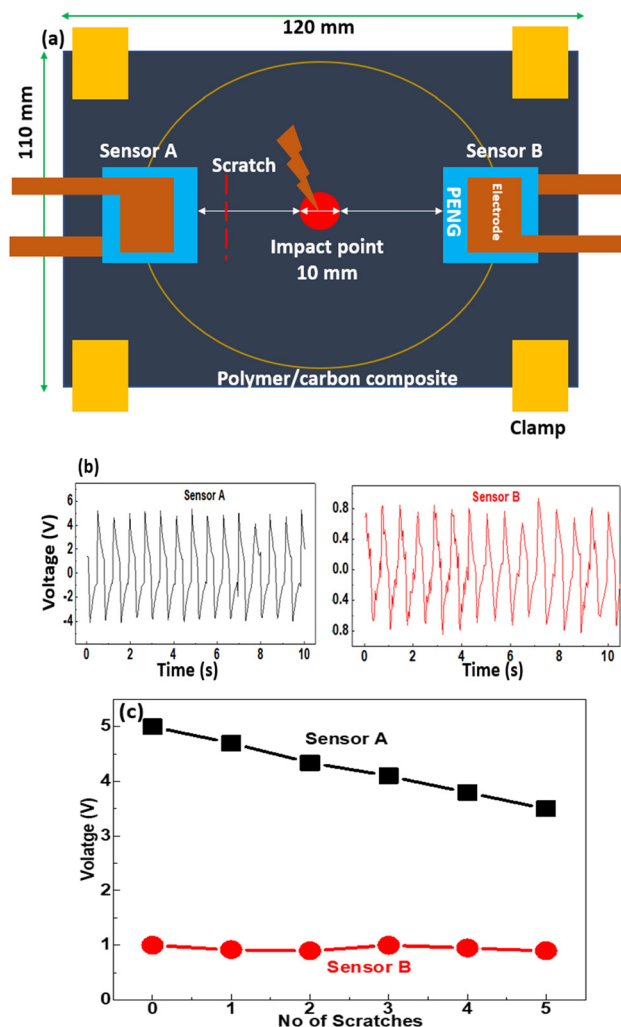 (a)
120 mm
110 mm
Sensor A
Sensor B
Scratch
PENG
Electrode
Impact point
10 mm
Polymer/carbon composite
Clamp
(b)
Sensor A
Voltage (V)
6
4
2
0
-2
-4
0 2 4 6 8 10
Time (s)
Sensor B
0.8
0.4
0.0
0.4
0.8
0 2 4 6 8 10
Time (s)
(c)
Sensor A
Volatge (V)
5
4
3
2
1
0
Sensor B
0 1 2 3 4 5
No of Scratches